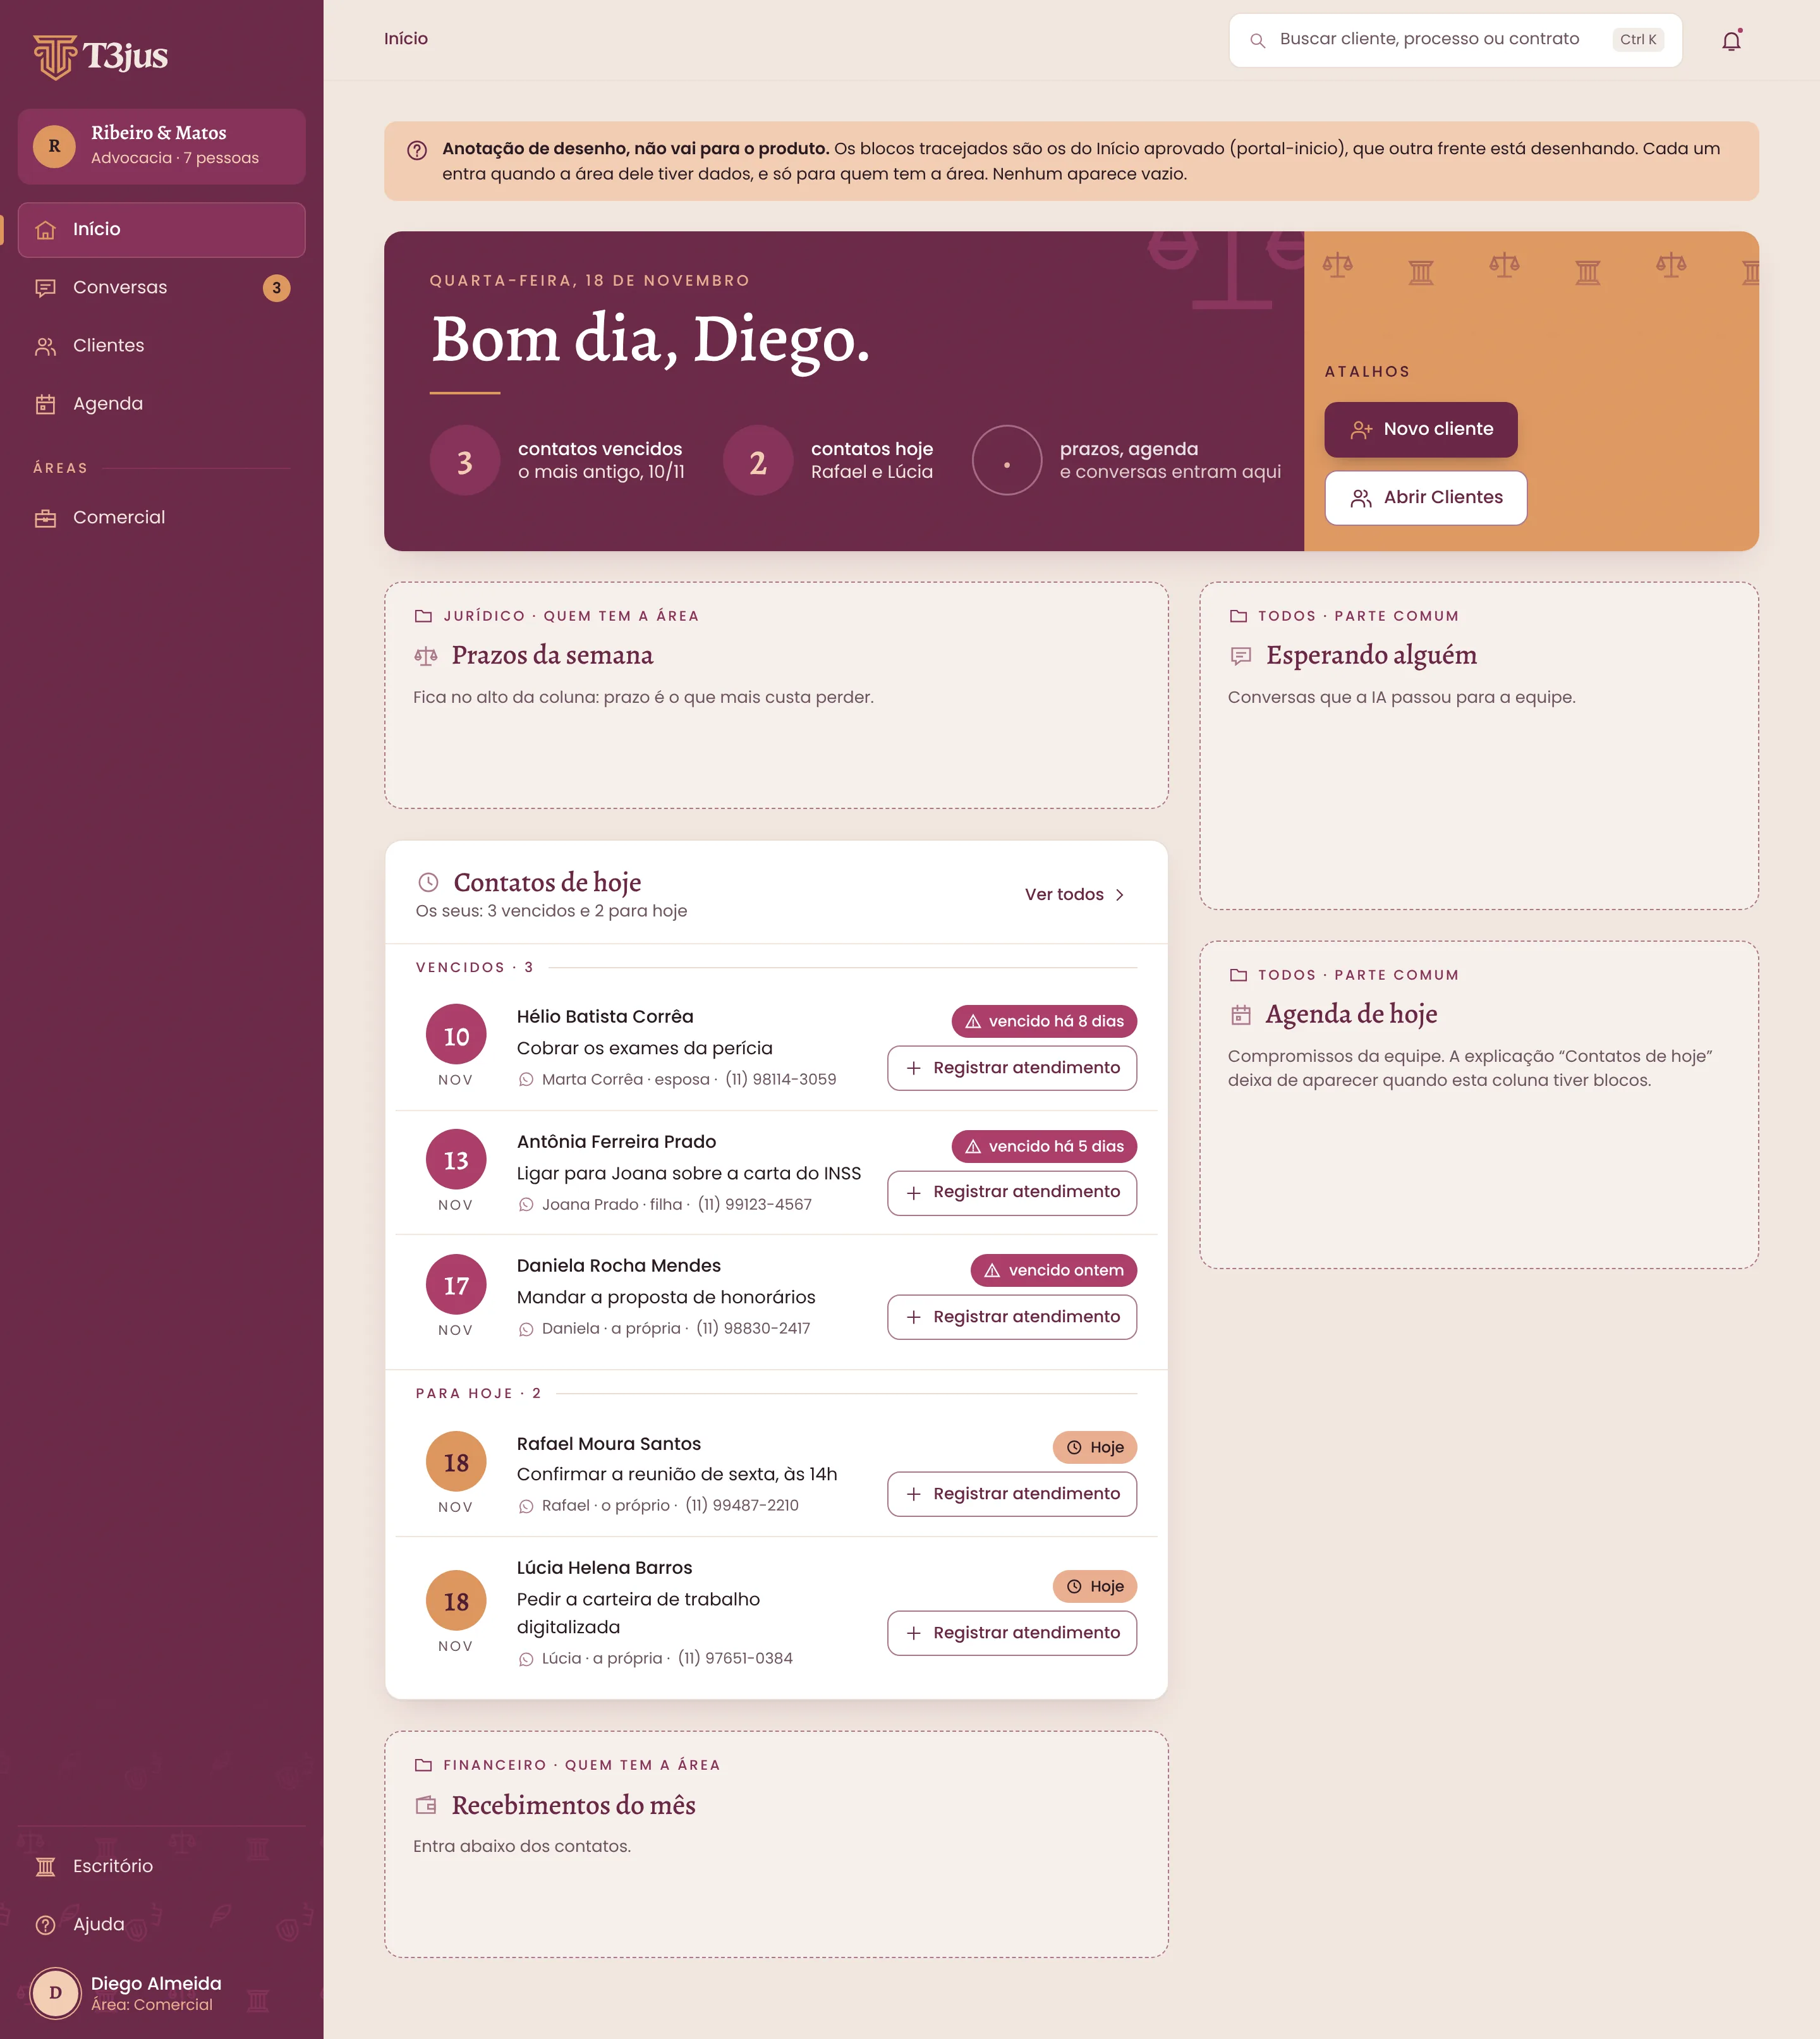 T3jus
R
Ribeiro & Matos
Advocacia · 7 pessoas
Início
Conversas
3
Clientes
Agenda
ÁREAS
Comercial
Escritório
Ajuda
D
Diego Almeida
Área: Comercial
Início
Buscar cliente, processo ou contrato
Ctrl K
Anotação de desenho, não vai para o produto. Os blocos tracejados são os do Início aprovado (portal-inicio), que outra frente está desenhando. Cada um
entra quando a área dele tiver dados, e só para quem tem a área. Nenhum aparece vazio.
QUARTA-FEIRA, 18 DE NOVEMBRO
Bom dia, Diego.
3
contatos vencidos
o mais antigo, 10/11
2
contatos hoje
Rafael e Lúcia
.
prazos, agenda
e conversas entram aqui
ATALHOS
Novo cliente
Abrir Clientes
JURÍDICO · QUEM TEM A ÁREA
Prazos da semana
Fica no alto da coluna: prazo é o que mais custa perder.
Contatos de hoje
Os seus: 3 vencidos e 2 para hoje
Ver todos
VENCIDOS · 3
10
NOV
Hélio Batista Corrêa
Cobrar os exames da perícia
Marta Corrêa · esposa · (11) 98114-3059
vencido há 8 dias
Registrar atendimento
13
NOV
Antônia Ferreira Prado
Ligar para Joana sobre a carta do INSS
Joana Prado · filha · (11) 99123-4567
vencido há 5 dias
Registrar atendimento
17
NOV
Daniela Rocha Mendes
Mandar a proposta de honorários
Daniela · a própria · (11) 98830-2417
vencido ontem
Registrar atendimento
PARA HOJE · 2
18
NOV
Rafael Moura Santos
Confirmar a reunião de sexta, às 14h
Rafael · o próprio · (11) 99487-2210
Hoje
Registrar atendimento
18
NOV
Lúcia Helena Barros
Pedir a carteira de trabalho
digitalizada
Lúcia · a própria · (11) 97651-0384
Hoje
Registrar atendimento
FINANCEIRO · QUEM TEM A ÁREA
Recebimentos do mês
Entra abaixo dos contatos.
TODOS · PARTE COMUM
Esperando alguém
Conversas que a IA passou para a equipe.
TODOS · PARTE COMUM
Agenda de hoje
Compromissos da equipe. A explicação “Contatos de hoje”
deixa de aparecer quando esta coluna tiver blocos.